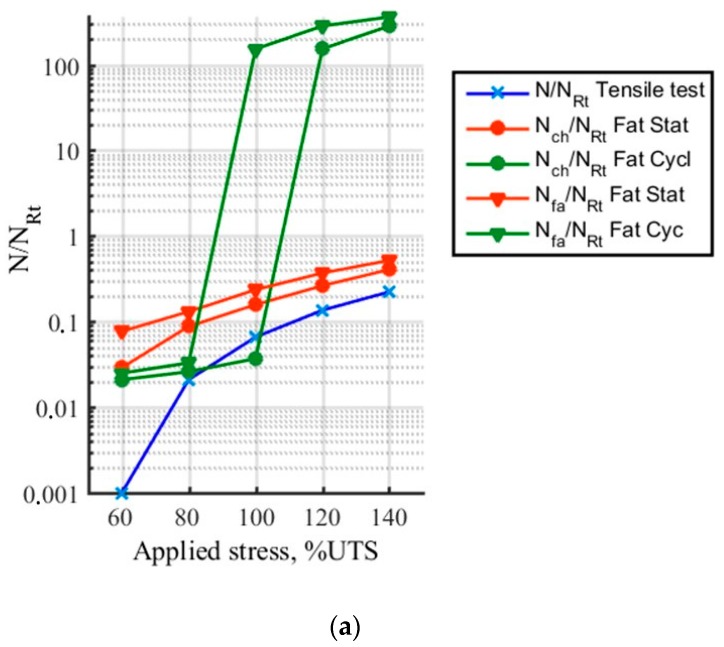 (a)
100
10
1
0.1
0.01
0.001
N/NRt
60 80 100 120 140
Applied stress, %UTS
N/NRt Tensile test
Nch/NRt Fat Stat
Nch/NRt Fat Cycl
Nfa/NRt Fat Stat
Nfa/NRt Fat Cyc
(a)